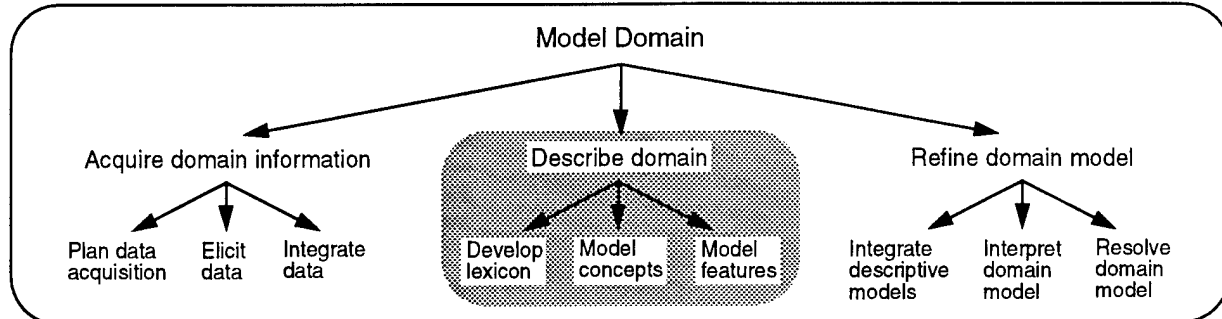 Model Domain
Acquire domain information
Describe domain
Refine domain model
Plan data
acquisition
Elicit
data
Integrate
data
Develop
lexicon
Model
concepts
Model
features
Integrate
descriptive
models
Interpret
domain
model
Resolve
domain
model